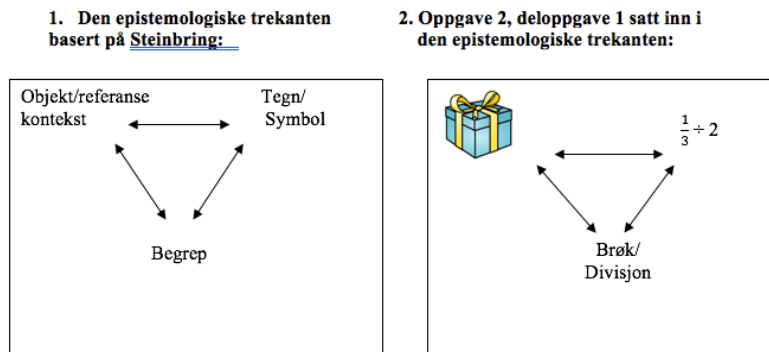 1. Den epistemologiske trekanten
basert på Steinbring:
Objekt/referanse
kontekst
Tegn/
Symbol
Begrep
2. Oppgave 2, deloppgave 1 satt inn i
den epistemologiske trekanten:
1/3 ÷ 2
Brøk/
Divisjon